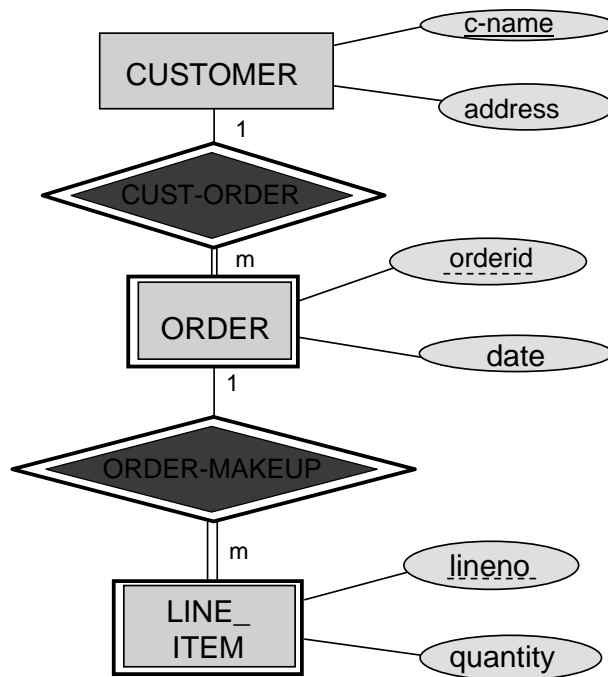 c-name
CUSTOMER
address
1
CUST-ORDER
m
orderid
ORDER
date
1
ORDER-MAKEUP
m
lineno
LINE_
ITEM
quantity